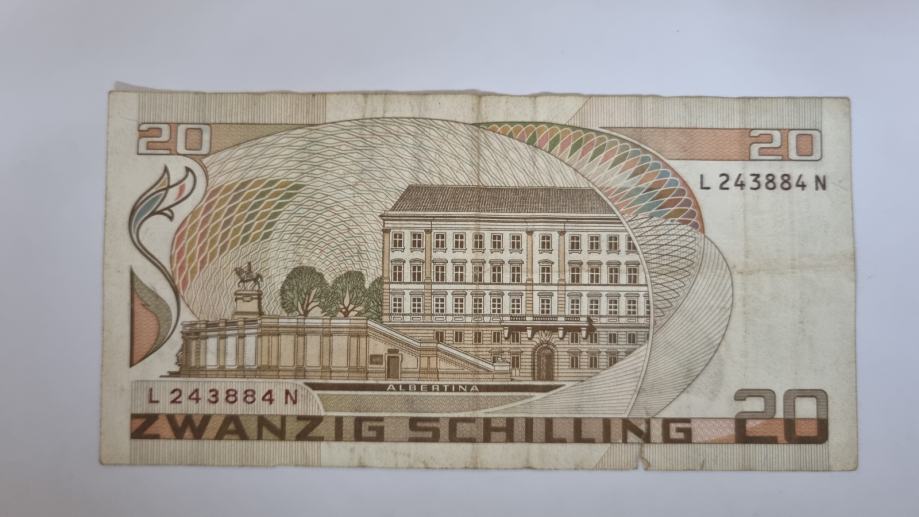 20 20
L 243884 N
ALBERTINA
L 243884 N
ZWANZIG SCHILLING 20